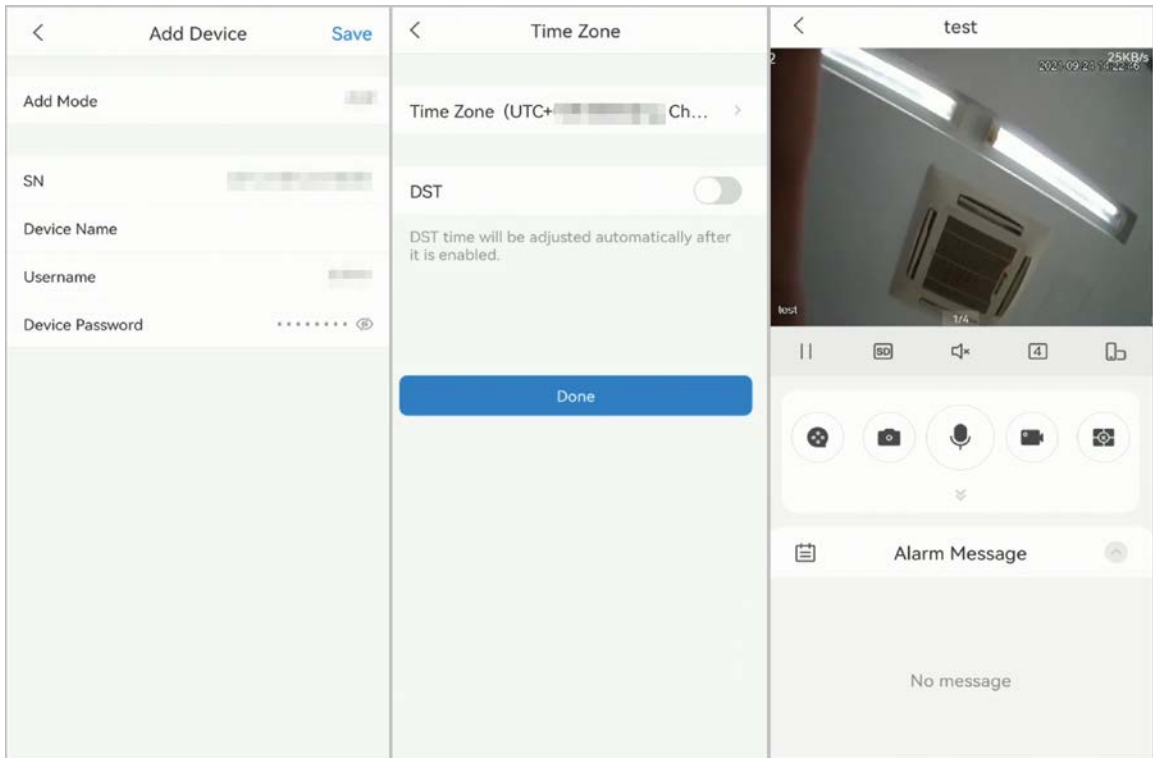 Add Device
Save
Add Mode
SN
Device Name
Username
Device Password
Time Zone
Time Zone (UTC+ Ch...
DST
DST time will be adjusted automatically after
it is enabled.
Done
test
25KB/s
test
1/4
SD
4
Alarm Message
No message